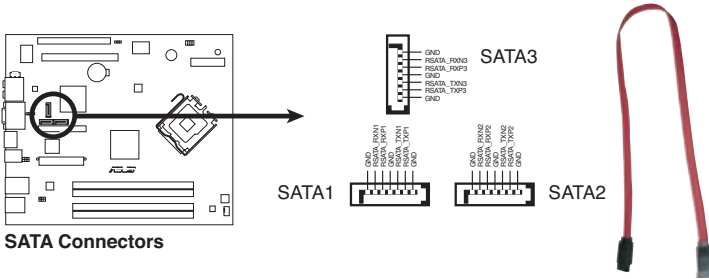 GND
RSATA_RXN3
RSATA_RXP3
GND
RSATA_TXN3
RSATA_TXP3
GND
SATA3
GND
RSATA_RXN1
RSATA_RXP1
GND
RSATA_TXN1
RSATA_TXP1
GND
SATA1
GND
RSATA_RXN2
RSATA_RXP2
GND
RSATA_TXN2
RSATA_TXP2
GND
SATA2
ASUS
SATA Connectors